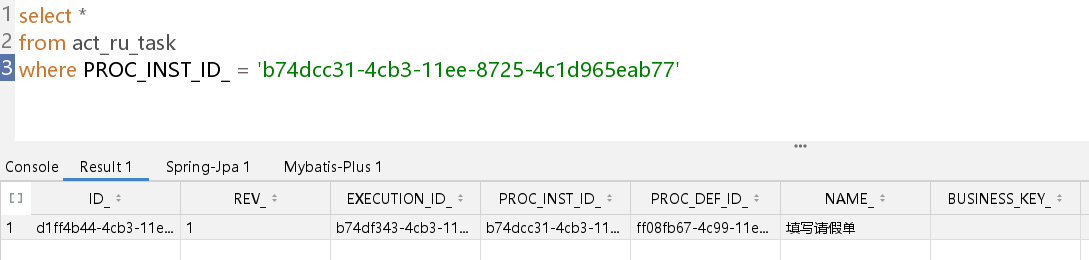 1 select *
2 from act_ru_task
3 where PROC_INST_ID_ = 'b74dcc31-4cb3-11ee-8725-4c1d965eab77'
Console Result 1 Spring-Jpa 1 Mybatis-Plus 1
ID_ REV_ EXECUTION_ID_ PROC_INST_ID_ PROC_DEF_ID_ NAME_ BUSINESS_KEY_
1 d1ff4b44-4cb3-11e... 1 b74df343-4cb3-11... b74dcc31-4cb3-11... ff08fb67-4c99-11e... 填写请假单